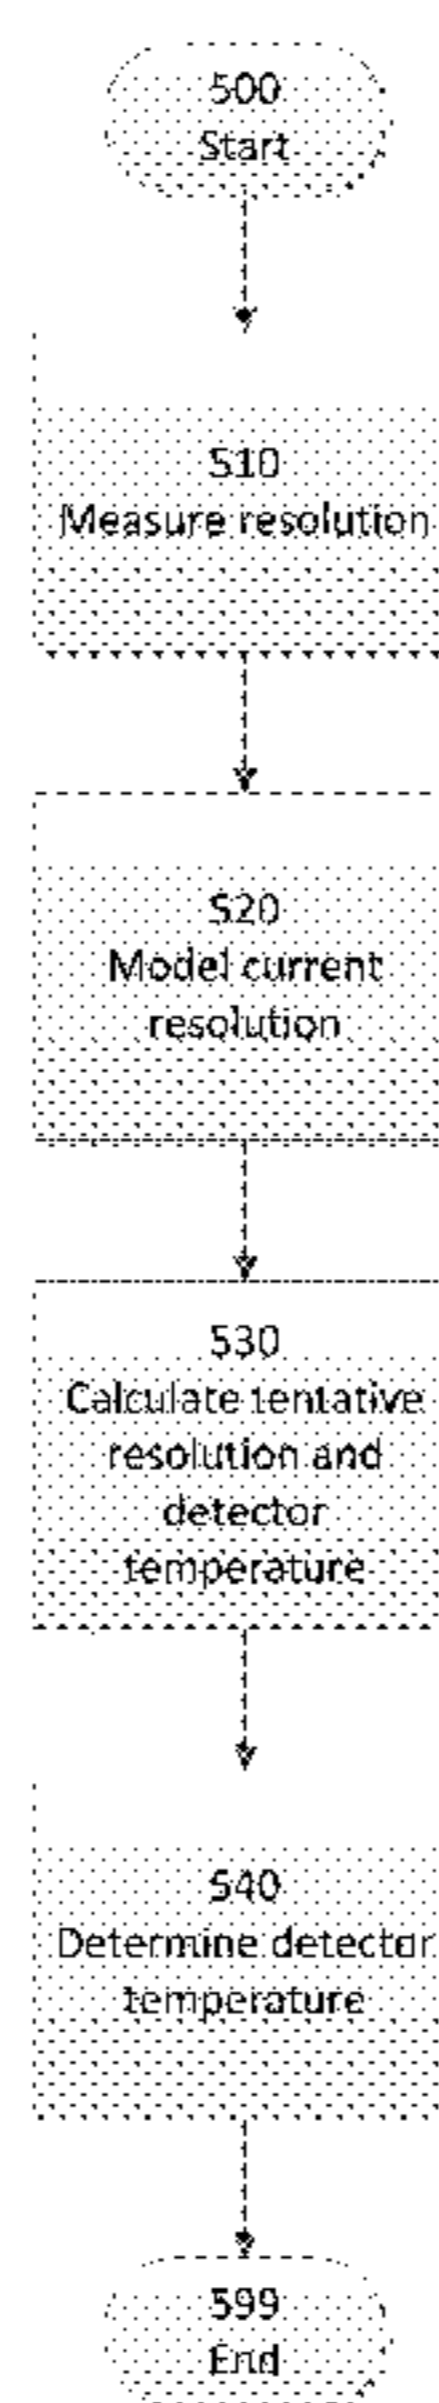 500
Start
510
Measure resolution
520
Model current
resolution
530
Calculate tentative
resolution and
detector
temperature
540
Determine detector
temperature
599
End